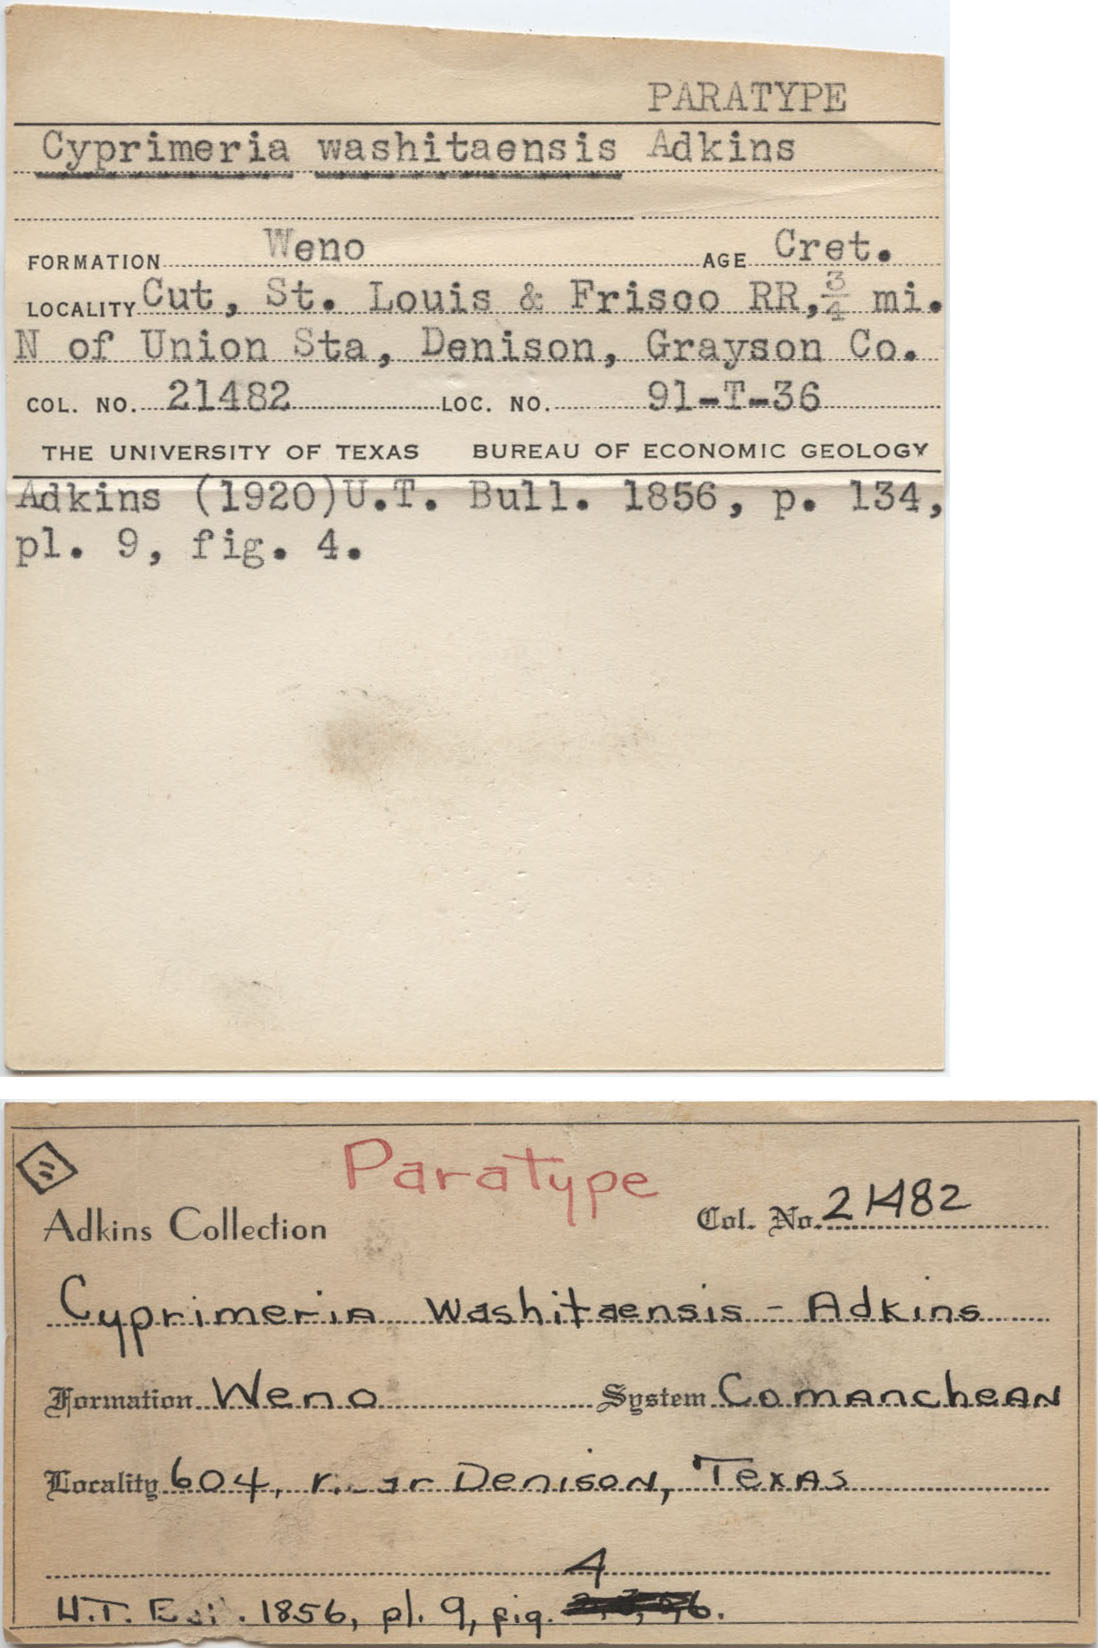 PARATYPE
Cyprimeria washitaensis Adkins
FORMATION Weno AGE Cret.
LOCALITY Cut, St. Louis & Frisco RR, 3/4 mi.
N of Union Sta, Denison, Grayson Co.
COL. NO. 21482 LOC. NO. 91-T-36
THE UNIVERSITY OF TEXAS BUREAU OF ECONOMIC GEOLOGY
Adkins (1920)U.T. Bull. 1856, p. 134,
pl. 9, fig. 4.
Paratype
Adkins Collection Col. No. 21482
Cyprimeria Washitaensis - Adkins
Formation Weno System Comanchean
Locality 604, Denison, Texas
4
U.T. 1856, pl. 9, fig.